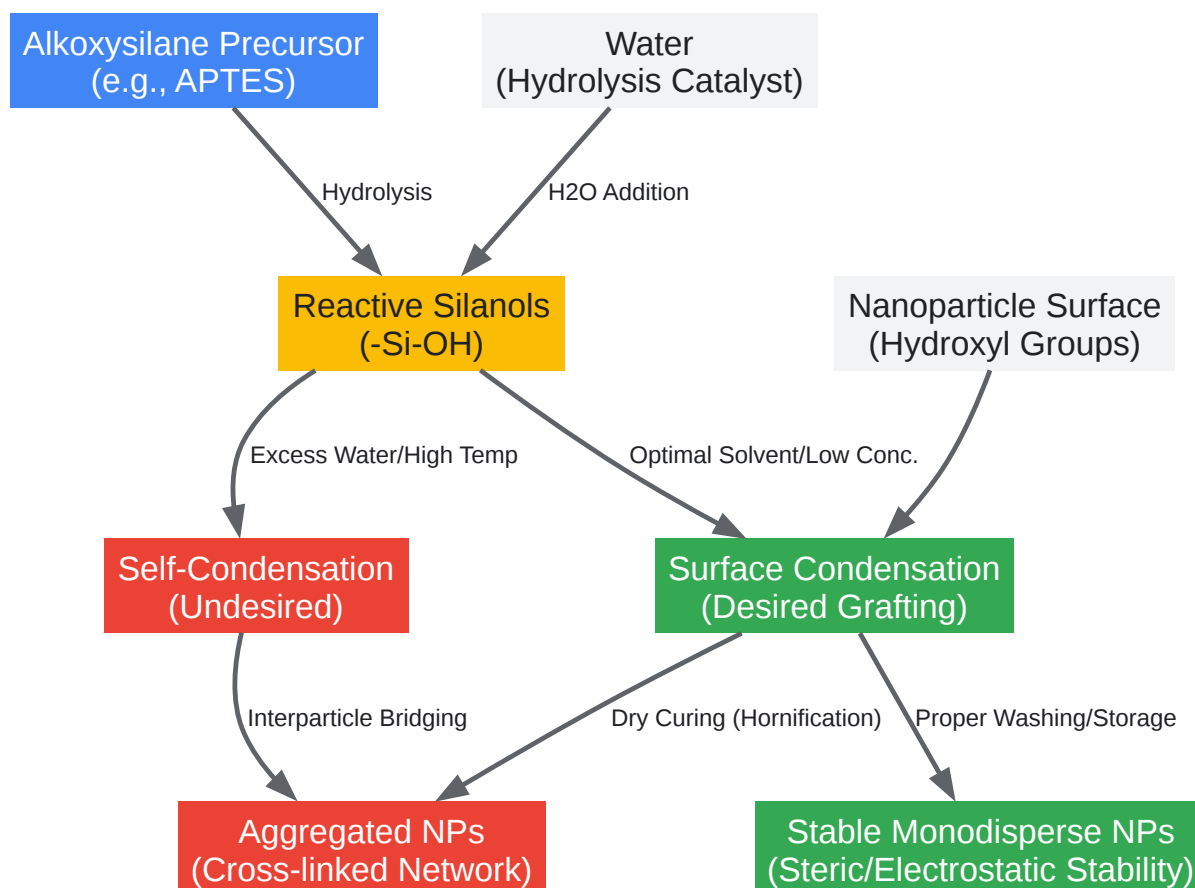 Alkoxysilane Precursor
(e.g., APTES)
Water
(Hydrolysis Catalyst)
Hydrolysis
H2O Addition
Reactive Silanols
(-Si-OH)
Nanoparticle Surface
(Hydroxyl Groups)
Excess Water/High Temp
Optimal Solvent/Low Conc.
Self-Condensation
(Undesired)
Surface Condensation
(Desired Grafting)
Interparticle Bridging
Dry Curing (Hornification)
Proper Washing/Storage
Aggregated NPs
(Cross-linked Network)
Stable Monodisperse NPs
(Steric/Electrostatic Stability)